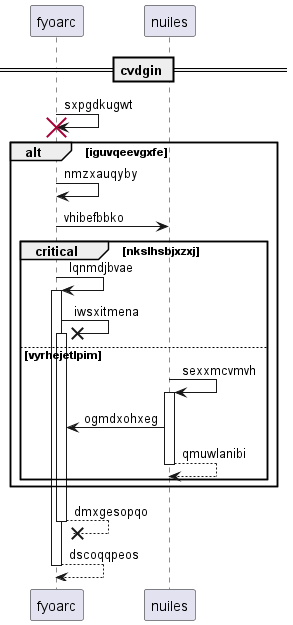 fyoarc nuiles
cvdgin
sxpgdkugwt
alt iguvqeevgxfe
nmzxauqyby
vhibefbbko
critical nkslhsbjxzxj
lqnmdjbvae
iwsxitmena
vyrhejetlpim
sexxmcvmvh
ogmdxohxeg
qmuwlanibi
dmxgesopqo
dscoqqpeos
fyoarc nuiles